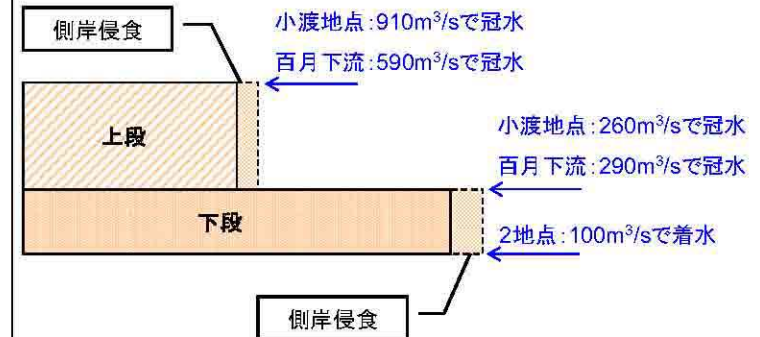 側岸侵食
小渡地点:910m³/sで冠水
百月下流:590m³/sで冠水
上段
小渡地点:260m³/sで冠水
百月下流:290m³/sで冠水
下段
2地点:100m³/sで着水
側岸侵食